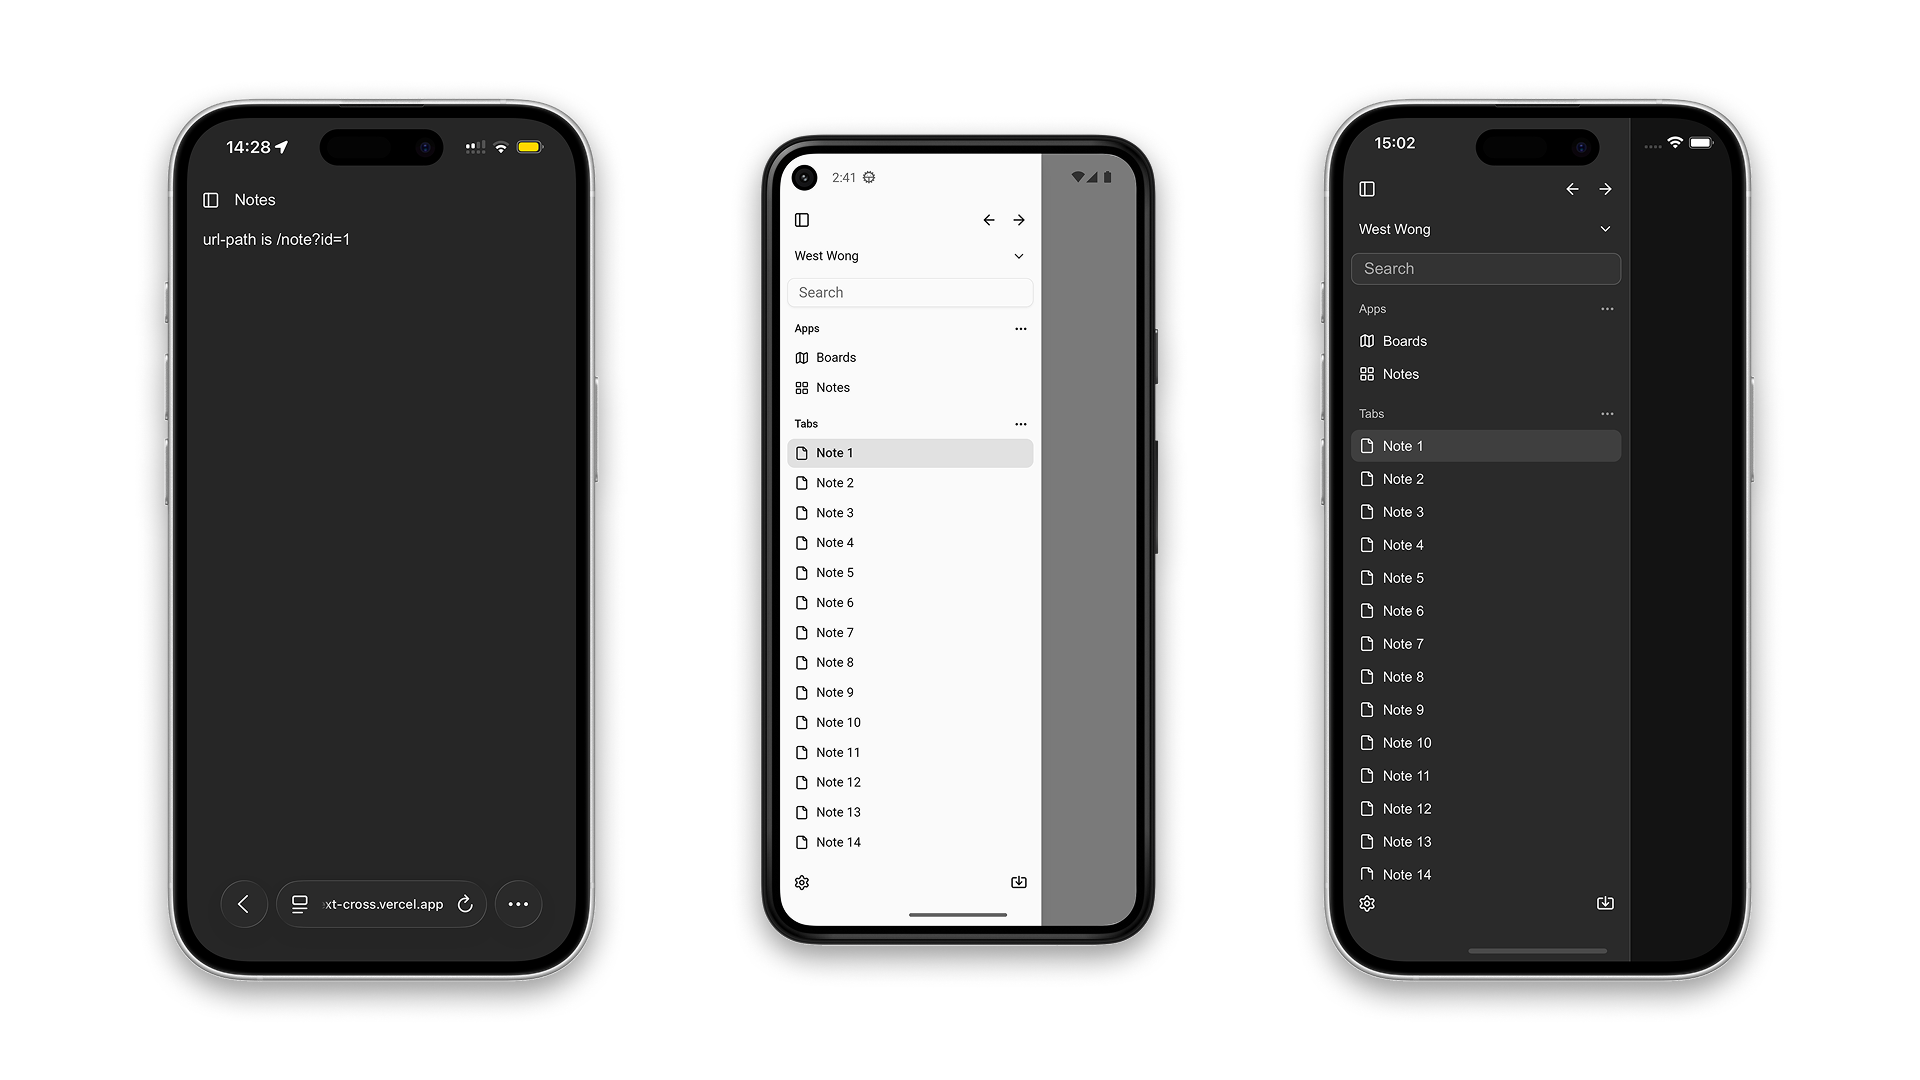 14:28
Notes
url-path is /note?id=1
xt-cross.vercel.app
2:41
West Wong
Search
Apps
Boards
Notes
Tabs
Note 1
Note 2
Note 3
Note 4
Note 5
Note 6
Note 7
Note 8
Note 9
Note 10
Note 11
Note 12
Note 13
Note 14
15:02
West Wong
Search
Apps
Boards
Notes
Tabs
Note 1
Note 2
Note 3
Note 4
Note 5
Note 6
Note 7
Note 8
Note 9
Note 10
Note 11
Note 12
Note 13
Note 14